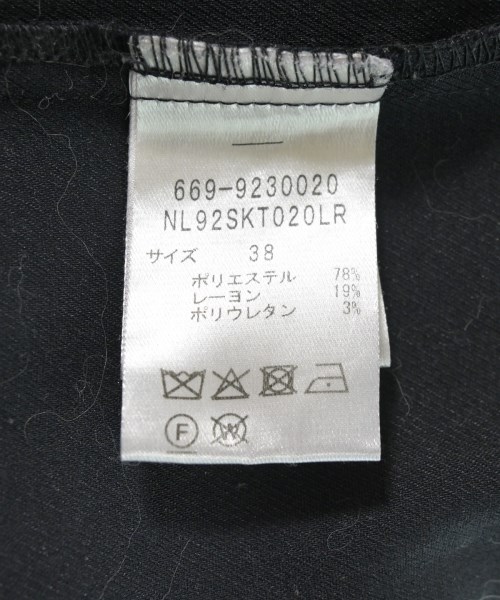 669-9230020
NL92SKT020LR
サイズ 38
ポリエステル 78%
レーヨン 19%
ポリウレタン 3%
F W